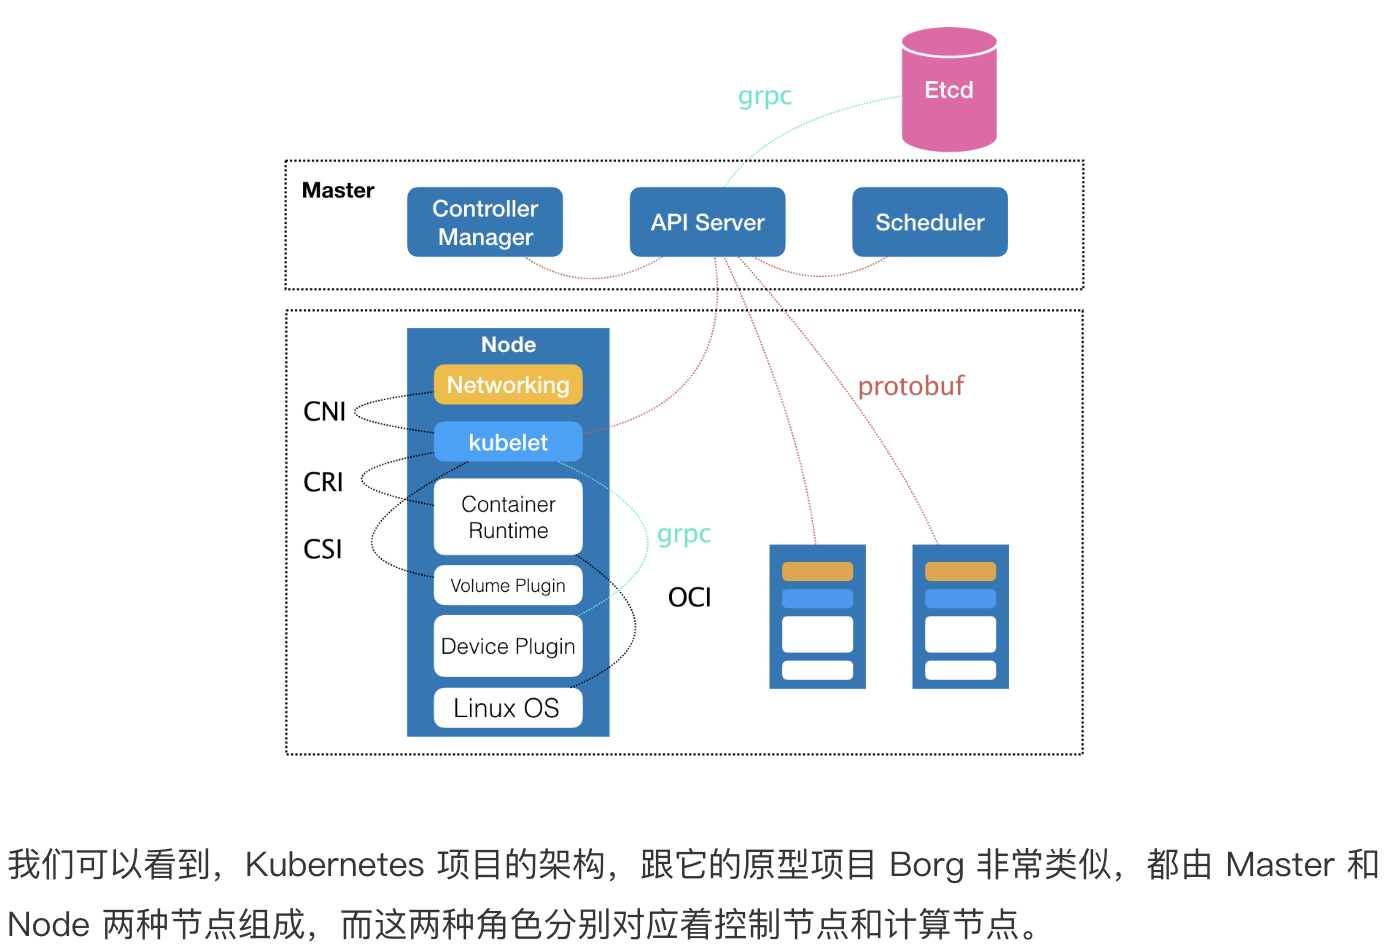 Etcd
grpc
Master
Controller
Manager
API Server
Scheduler
Node
Networking
CNI
kubelet
CRI
Container
Runtime
CSI
Volume Plugin
Device Plugin
Linux OS
protobuf
grpc
OCI
我们可以看到，Kubernetes 项目的架构，跟它的原型项目 Borg 非常类似，都由 Master 和
Node 两种节点组成，而这两种角色分别对应着控制节点和计算节点。